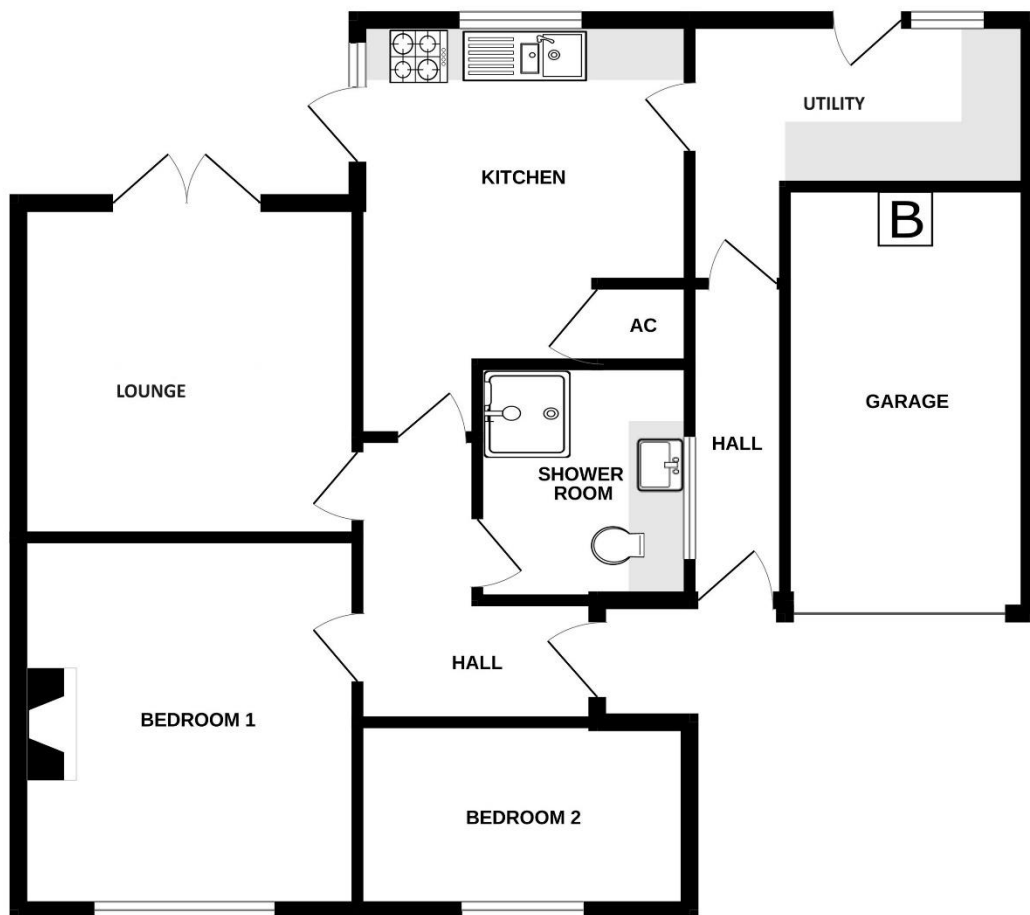 UTILITY
KITCHEN
B
AC
LOUNGE
GARAGE
HALL
SHOWER
ROOM
HALL
BEDROOM 1
BEDROOM 2